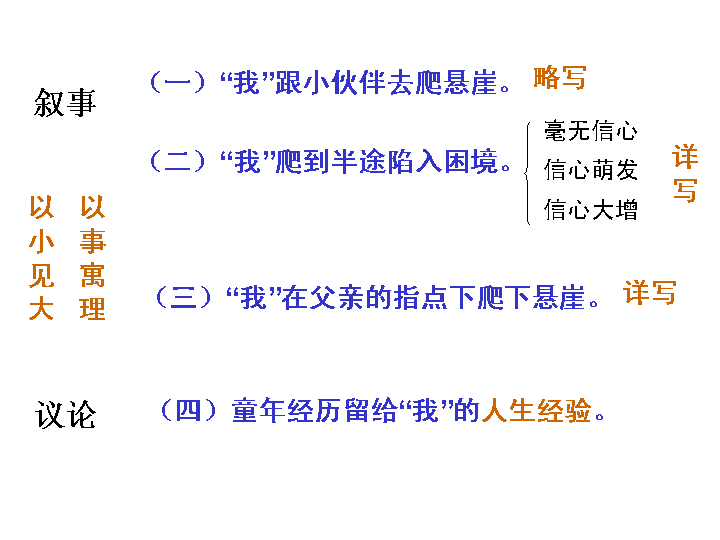 叙事
（一）“我”跟小伙伴去爬悬崖。 略写
（二）“我”爬到半途陷入困境。
毫无信心
信心萌发
信心大增
详写
以小见大
以事寓理
（三）“我”在父亲的指点下爬下悬崖。 详写
议论
（四）童年经历留给“我”的人生经验。